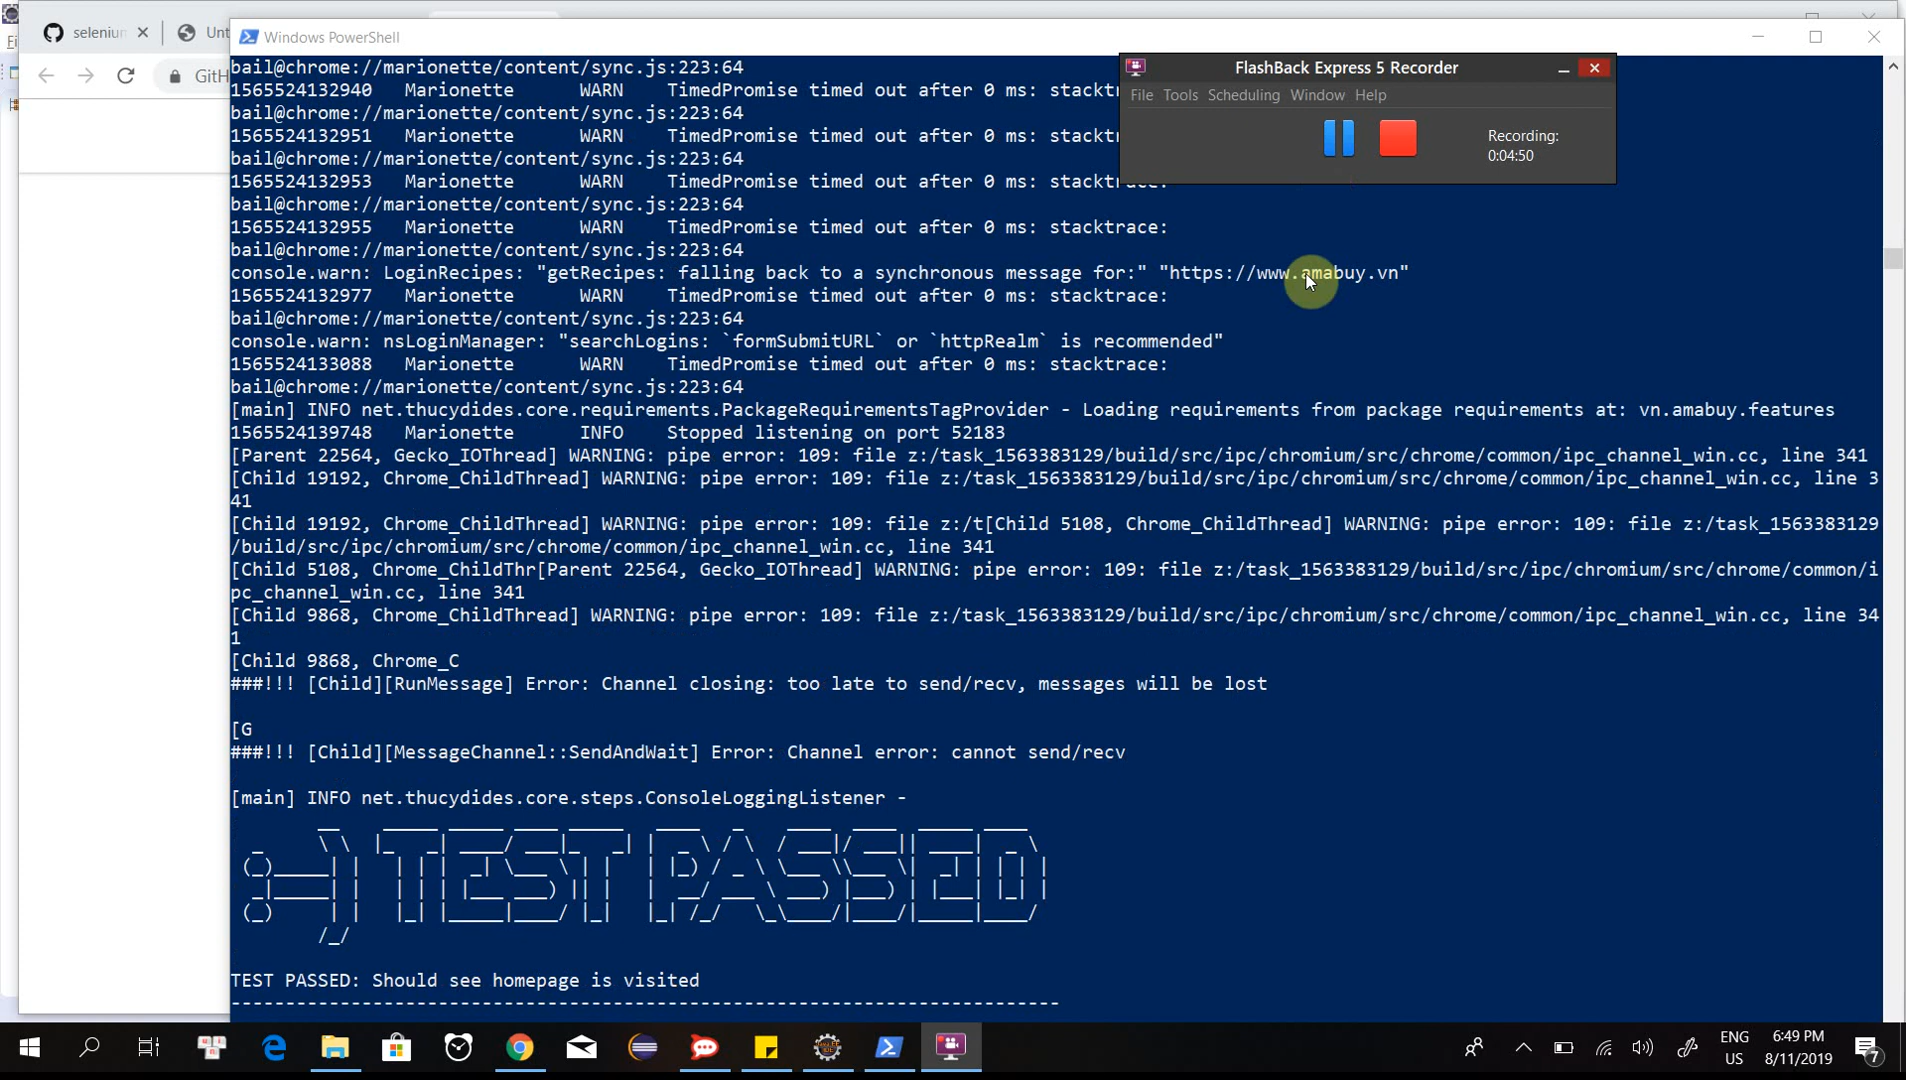 seleniu
Unt
Windows PowerShell
GitH
bail@chrome://marionette/content/sync.js:223:64
1565524132940 Marionette WARN TimedPromise timed out after 0 ms: stacktr
bail@chrome://marionette/content/sync.js:223:64
1565524132951 Marionette WARN TimedPromise timed out after 0 ms: stacktr
bail@chrome://marionette/content/sync.js:223:64
1565524132953 Marionette WARN TimedPromise timed out after 0 ms: stacktrace:
bail@chrome://marionette/content/sync.js:223:64
1565524132955 Marionette WARN TimedPromise timed out after 0 ms: stacktrace:
bail@chrome://marionette/content/sync.js:223:64
console.warn: LoginRecipes: "getRecipes: falling back to a synchronous message for:" "https://www.amabuy.vn"
1565524132977 Marionette WARN TimedPromise timed out after 0 ms: stacktrace:
bail@chrome://marionette/content/sync.js:223:64
console.warn: nsLoginManager: "searchLogins: `formSubmitURL` or `httpRealm` is recommended"
1565524133088 Marionette WARN TimedPromise timed out after 0 ms: stacktrace:
bail@chrome://marionette/content/sync.js:223:64
[main] INFO net.thucydides.core.requirements.PackageRequirementsTagProvider - Loading requirements from package requirements at: vn.amabuy.features
1565524139748 Marionette INFO Stopped listening on port 52183
[Parent 22564, Gecko_IOThread] WARNING: pipe error: 109: file z:/task_1563383129/build/src/ipc/chromium/src/chrome/common/ipc_channel_win.cc, line 341
[Child 19192, Chrome_ChildThread] WARNING: pipe error: 109: file z:/task_1563383129/build/src/ipc/chromium/src/chrome/common/ipc_channel_win.cc, line 3
41
[Child 19192, Chrome_ChildThread] WARNING: pipe error: 109: file z:/t[Child 5108, Chrome_ChildThread] WARNING: pipe error: 109: file z:/task_1563383129
/build/src/ipc/chromium/src/chrome/common/ipc_channel_win.cc, line 341
[Child 5108, Chrome_ChildThr[Parent 22564, Gecko_IOThread] WARNING: pipe error: 109: file z:/task_1563383129/build/src/ipc/chromium/src/chrome/common/i
pc_channel_win.cc, line 341
[Child 9868, Chrome_ChildThread] WARNING: pipe error: 109: file z:/task_1563383129/build/src/ipc/chromium/src/chrome/common/ipc_channel_win.cc, line 34
1
[Child 9868, Chrome_C
###!!! [Child][RunMessage] Error: Channel closing: too late to send/recv, messages will be lost
[G
###!!! [Child][MessageChannel::SendAndWait] Error: Channel error: cannot send/recv
[main] INFO net.thucydides.core.steps.ConsoleLoggingListener -
TEST PASSED
TEST PASSED: Should see homepage is visited
FlashBack Express 5 Recorder
File Tools Scheduling Window Help
Recording:
0:04:50
ENG
US
6:49 PM
8/11/2019
7